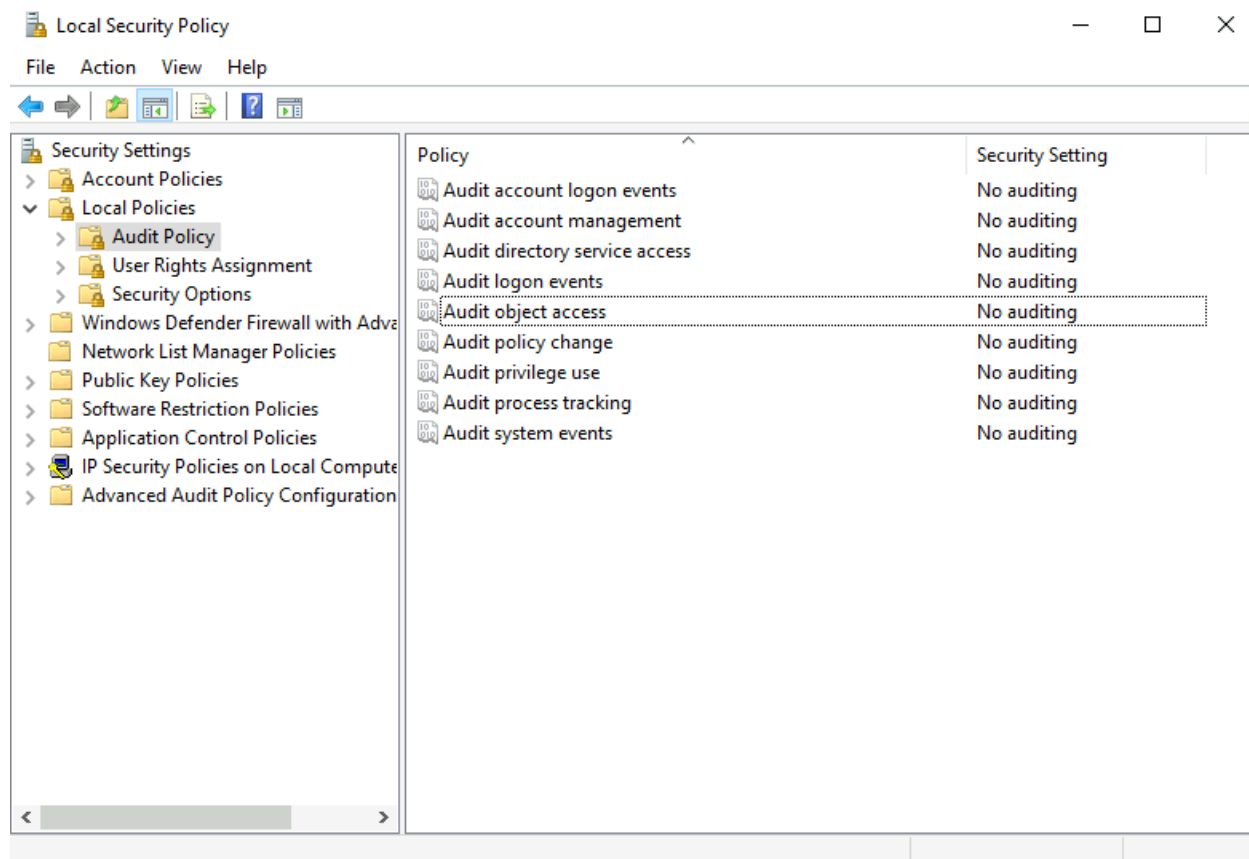 Local Security Policy
File Action View Help
Security Settings
Account Policies
Local Policies
Audit Policy
User Rights Assignment
Security Options
Windows Defender Firewall with Adva
Network List Manager Policies
Public Key Policies
Software Restriction Policies
Application Control Policies
IP Security Policies on Local Compute
Advanced Audit Policy Configuration
Policy Security Setting
Audit account logon events No auditing
Audit account management No auditing
Audit directory service access No auditing
Audit logon events No auditing
Audit object access No auditing
Audit policy change No auditing
Audit privilege use No auditing
Audit process tracking No auditing
Audit system events No auditing